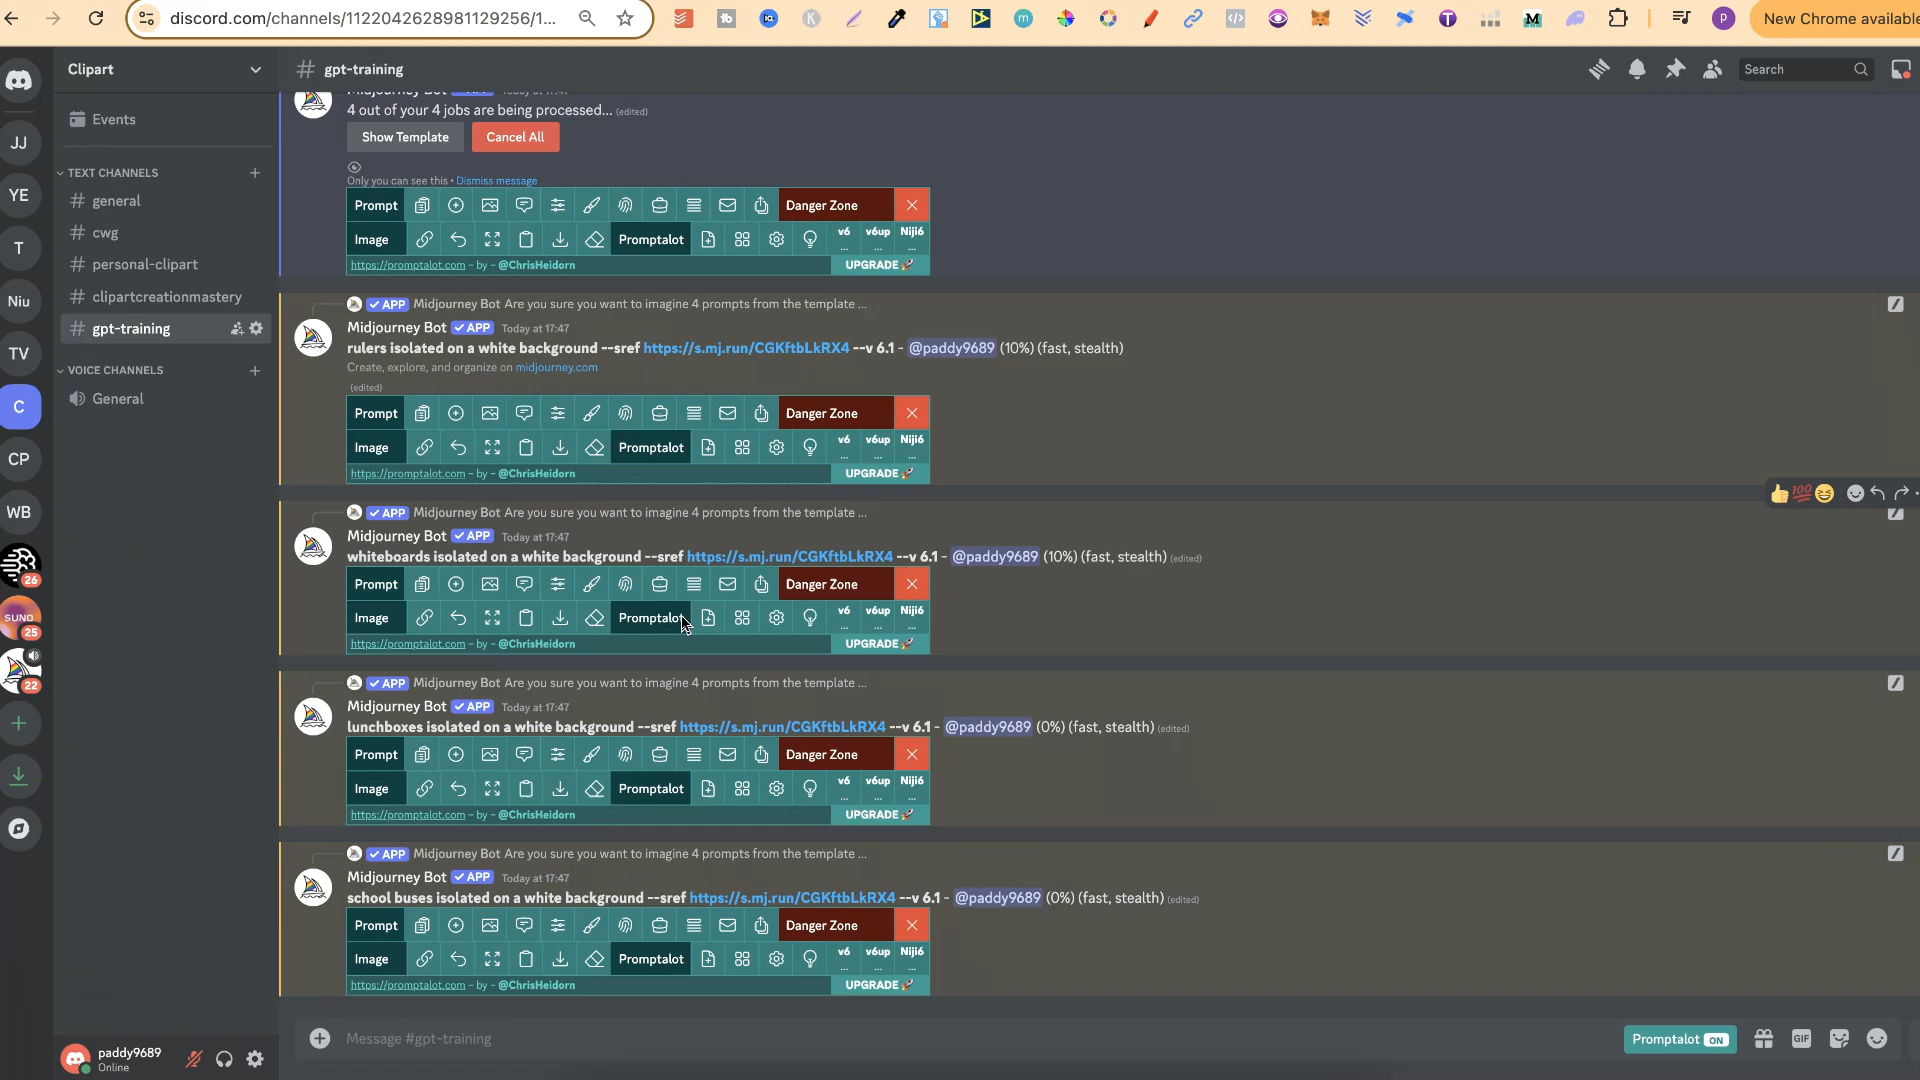 discord.com/channels/1122042628981129256/1...
New Chrome available
Clipart
gpt-training
Search
Events
TEXT CHANNELS
general
cwg
personal-clipart
clipartcreationmastery
gpt-training
VOICE CHANNELS
General
JJ
YE
T
Niu
TV
C
CP
WB
26
SUND
25
22
paddy9689
Online
Midjourney Bot APP Today at 17:47
4 out of your 4 jobs are being processed... (edited)
Show Template Cancel All
Only you can see this • Dismiss message
Prompt Danger Zone
Image Promptalot v6 ... v6up ... Niji6 ...
https://promptalot.com - by - @ChrisHeidorn UPGRADE 🚀
APP Midjourney Bot Are you sure you want to imagine 4 prompts from the template ...
Midjourney Bot APP Today at 17:47
rulers isolated on a white background --sref https://s.mj.run/CGKftbLkRX4 --v 6.1 - @paddy9689 (10%) (fast, stealth)
Create, explore, and organize on midjourney.com
(edited)
Prompt Danger Zone
Image Promptalot v6 ... v6up ... Niji6 ...
https://promptalot.com - by - @ChrisHeidorn UPGRADE 🚀
APP Midjourney Bot Are you sure you want to imagine 4 prompts from the template ...
Midjourney Bot APP Today at 17:47
whiteboards isolated on a white background --sref https://s.mj.run/CGKftbLkRX4 --v 6.1 - @paddy9689 (10%) (fast, stealth) (edited)
Prompt Danger Zone
Image Promptalot v6 ... v6up ... Niji6 ...
https://promptalot.com - by - @ChrisHeidorn UPGRADE 🚀
APP Midjourney Bot Are you sure you want to imagine 4 prompts from the template ...
Midjourney Bot APP Today at 17:47
lunchboxes isolated on a white background --sref https://s.mj.run/CGKftbLkRX4 --v 6.1 - @paddy9689 (0%) (fast, stealth) (edited)
Prompt Danger Zone
Image Promptalot v6 ... v6up ... Niji6 ...
https://promptalot.com - by - @ChrisHeidorn UPGRADE 🚀
APP Midjourney Bot Are you sure you want to imagine 4 prompts from the template ...
Midjourney Bot APP Today at 17:47
school buses isolated on a white background --sref https://s.mj.run/CGKftbLkRX4 --v 6.1 - @paddy9689 (0%) (fast, stealth) (edited)
Prompt Danger Zone
Image Promptalot v6 ... v6up ... Niji6 ...
https://promptalot.com - by - @ChrisHeidorn UPGRADE 🚀
Message #gpt-training
Promptalot ON
GIF